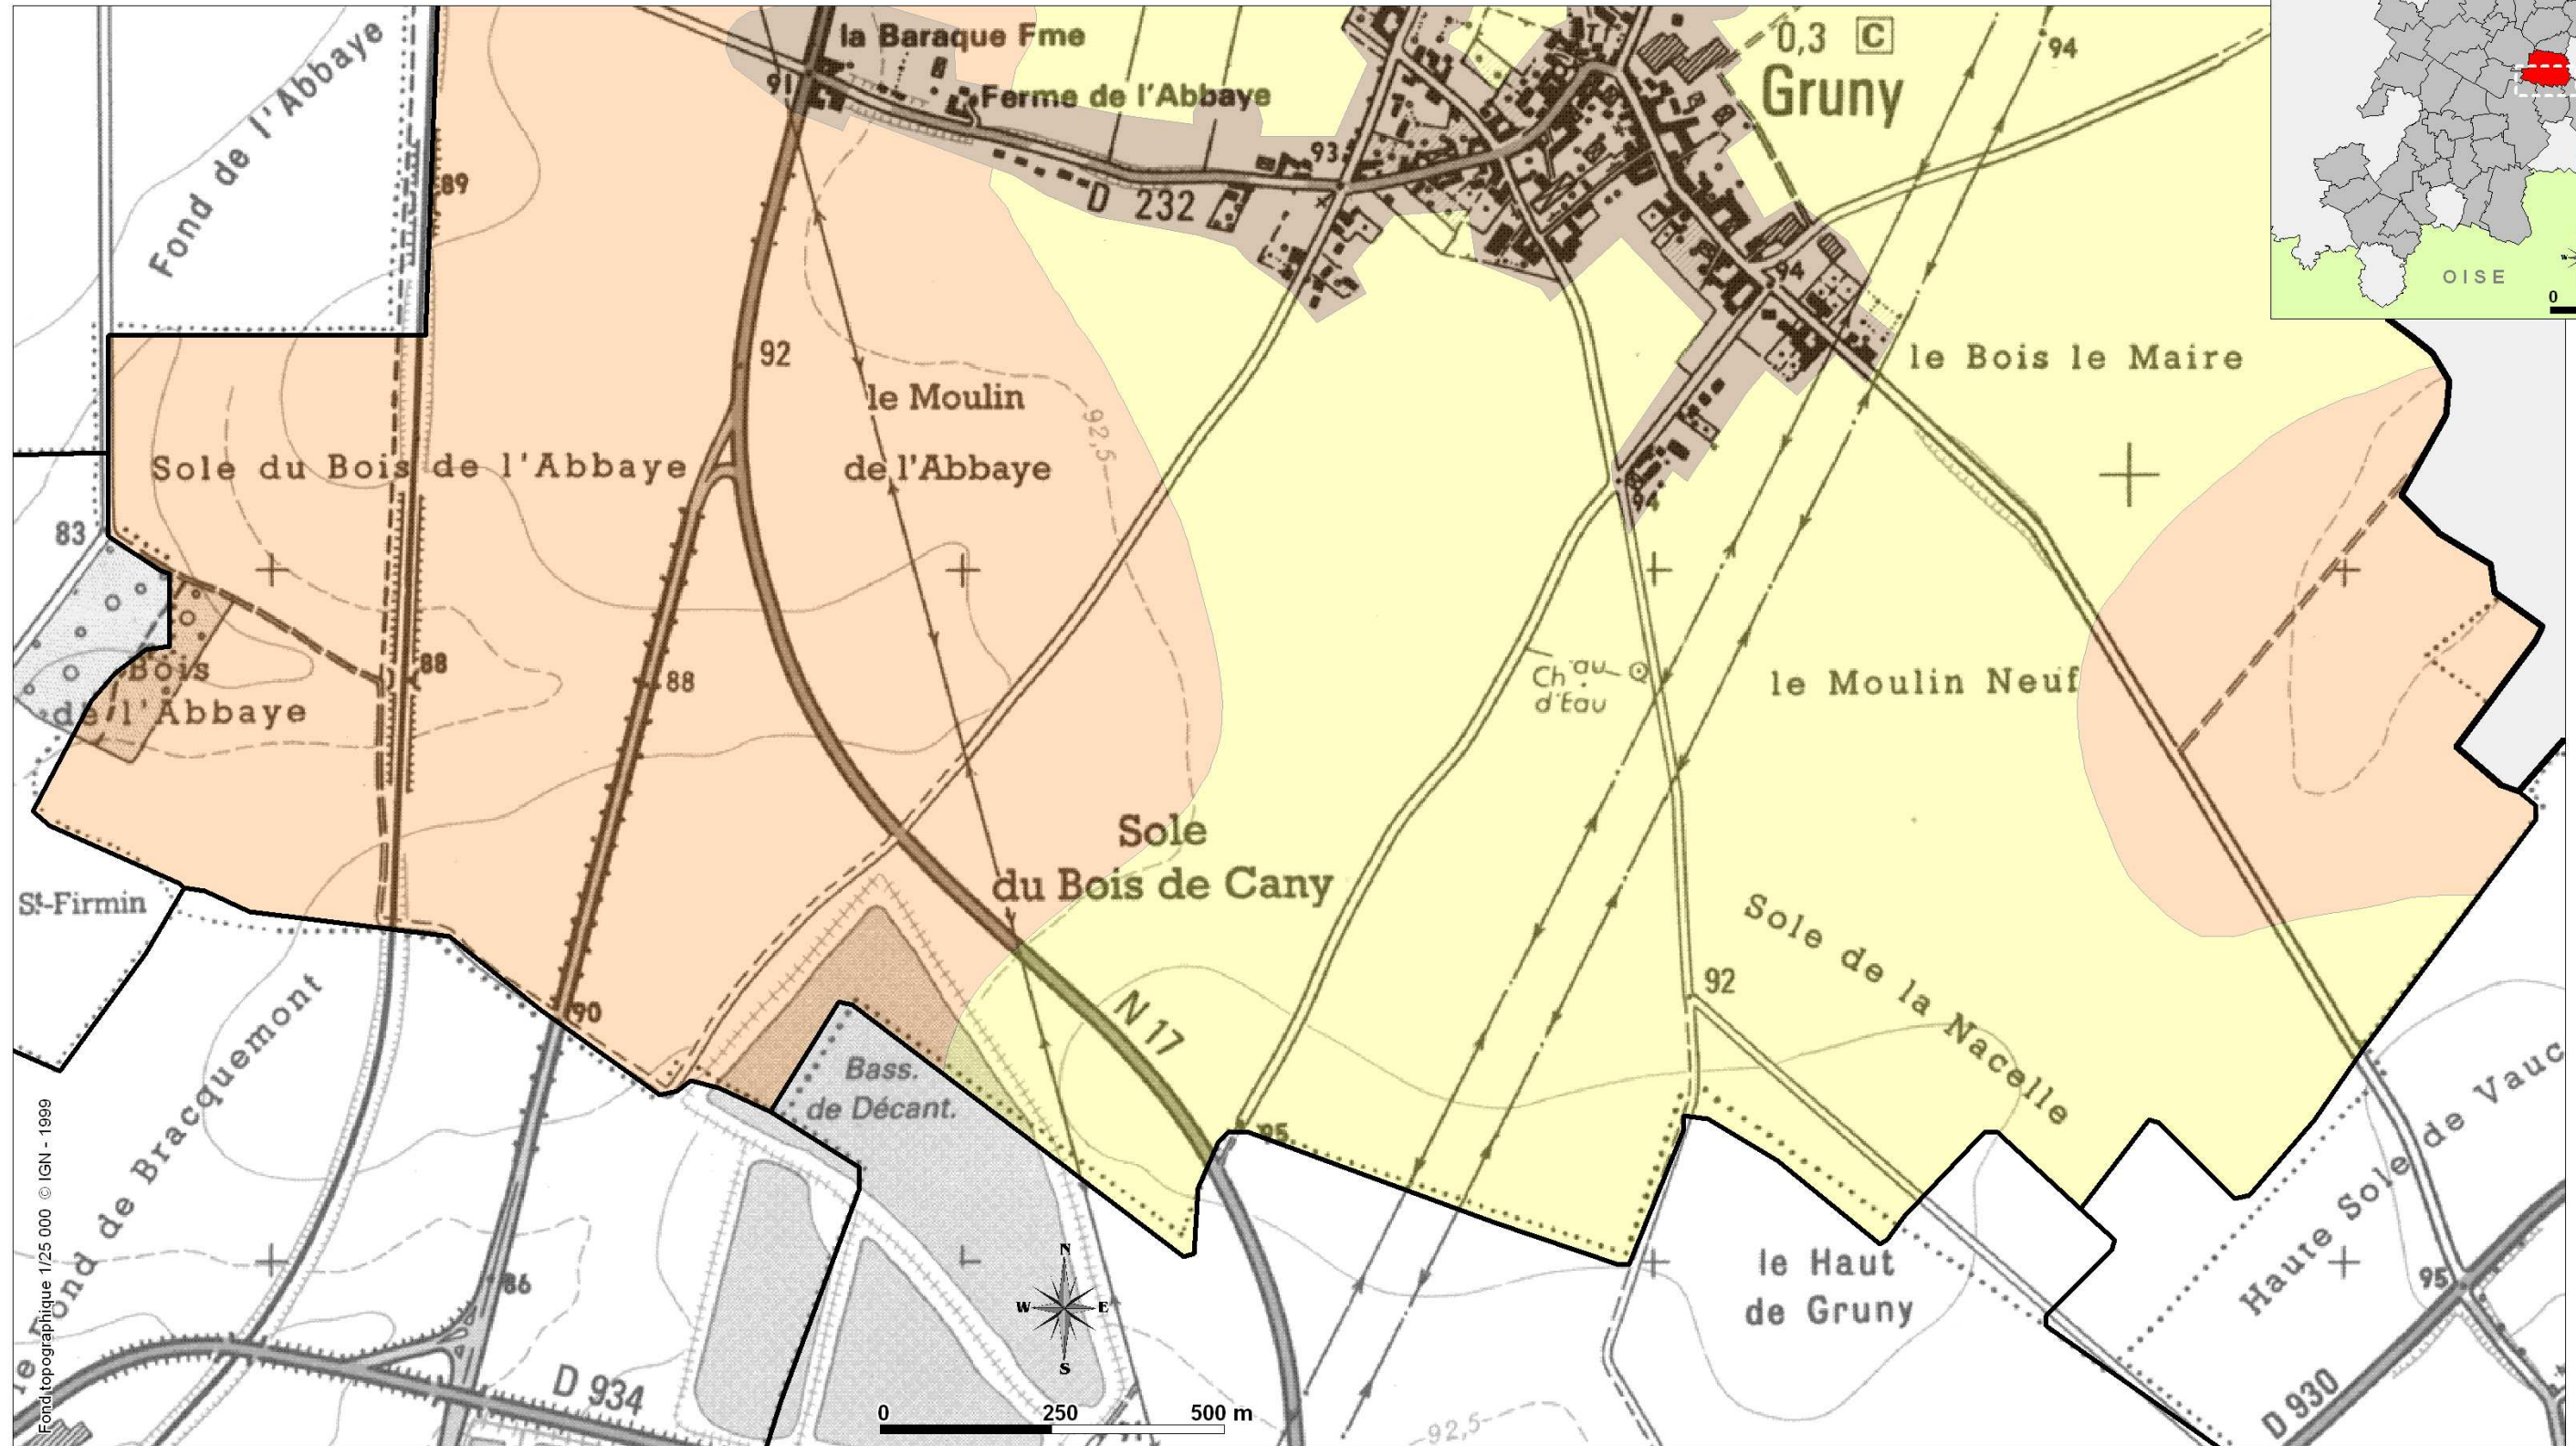 la Baraque Fme
0,3 C
94
Fond de l'Abbaye
91
Ferme de l'Abbaye
Gruny
93
89
D 232
94
OISE
0
92
le Bois le Maire
le Moulin
de l'Abbaye
92,5
Sole du Bois de l'Abbaye
94
83
Bois
de l'Abbaye
88
88
Ch.au
d'Eau
le Moulin Neuf
Sole
du Bois de Cany
St-Firmin
Sole de la Nacelle
92
90
N 17
Bass.
de Décant.
95
le Fond de Bracquemont
Haute Sole de Vauc
Fond topographique 1/25 000 © IGN - 1999
N
W E
S
86
le Haut
de Gruny
95
D 934
0 250 500 m
92,5
D 930